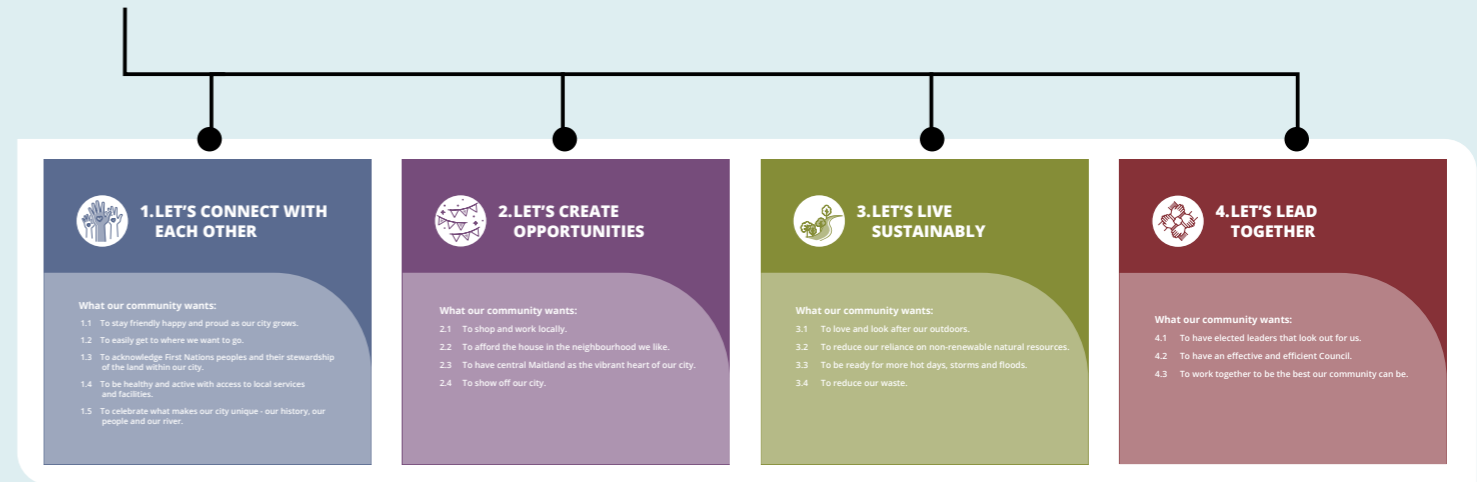 1.LET'S CONNECT WITH
EACH OTHER
What our community wants:
1.1 To stay friendly happy and proud as our city grows.
1.2 To easily get to where we want to go.
1.3 To acknowledge First Nations peoples and their stewardship
of the land within our city.
1.4 To be healthy and active with access to local services
and facilities.
1.5 To celebrate what makes our city unique - our history, our
people and our river.
2.LET'S CREATE
OPPORTUNITIES
What our community wants:
2.1 To shop and work locally.
2.2 To afford the house in the neighbourhood we like.
2.3 To have central Maitland as the vibrant heart of our city.
2.4 To show off our city.
3.LET'S LIVE
SUSTAINABLY
What our community wants:
3.1 To love and look after our outdoors.
3.2 To reduce our reliance on non-renewable natural resources.
3.3 To be ready for more hot days, storms and floods.
3.4 To reduce our waste.
4.LET'S LEAD
TOGETHER
What our community wants:
4.1 To have elected leaders that look out for us.
4.2 To have an effective and efficient Council.
4.3 To work together to be the best our community can be.